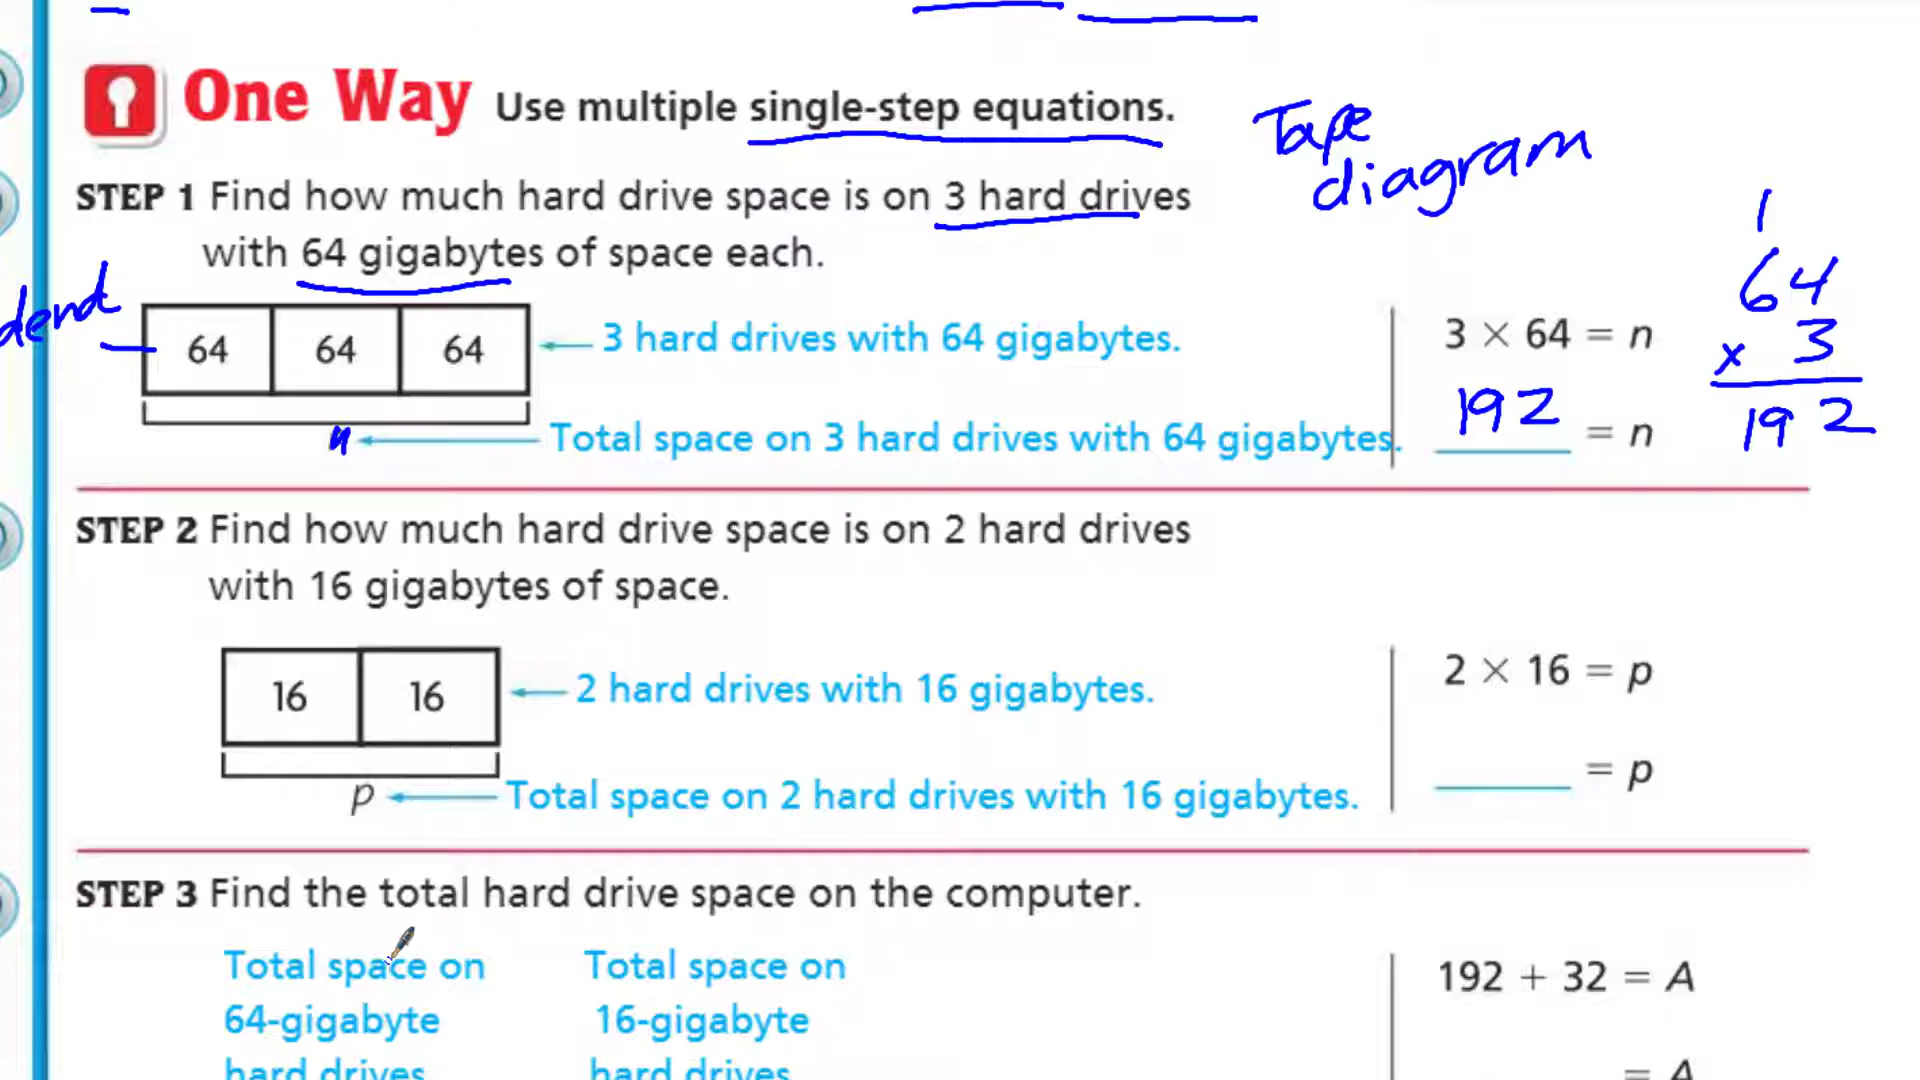 One Way Use multiple single-step equations.
Tape
diagram
STEP 1 Find how much hard drive space is on 3 hard drives
with 64 gigabytes of space each.
64 64 64
3 hard drives with 64 gigabytes.
n
Total space on 3 hard drives with 64 gigabytes.
3 × 64 = n
192 = n
1
64
× 3
192
STEP 2 Find how much hard drive space is on 2 hard drives
with 16 gigabytes of space.
16 16
2 hard drives with 16 gigabytes.
p
Total space on 2 hard drives with 16 gigabytes.
2 × 16 = p
= p
STEP 3 Find the total hard drive space on the computer.
Total space on
64-gigabyte
hard drives
Total space on
16-gigabyte
hard drives
192 + 32 = A
= A